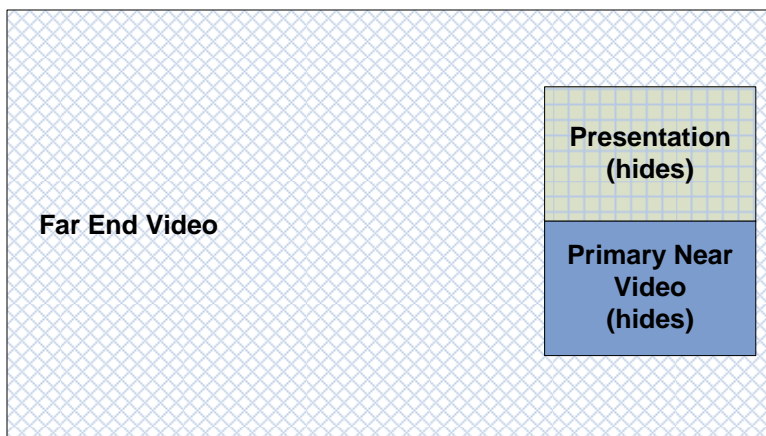 Presentation
(hides)
Far End Video
Primary Near
Video
(hides)